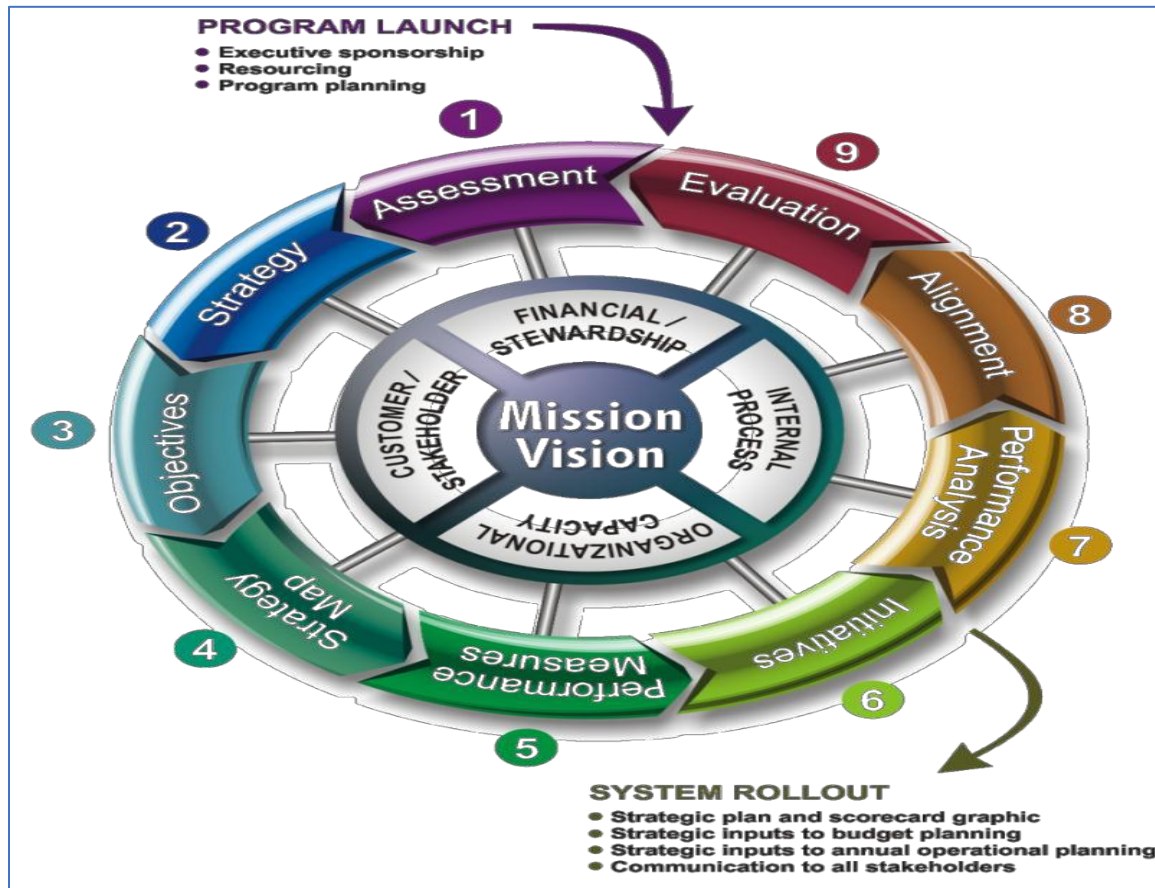 PROGRAM LAUNCH
● Executive sponsorship
● Resourcing
● Program planning
1
Assessment
2
Strategy
3
Objectives
4
Strategy
Map
5
Performance
Measures
6
Initiatives
7
Performance
Analysis
8
Alignment
9
Evaluation
FINANCIAL /
STEWARDSHIP
CUSTOMER /
STAKEHOLDER
INTERNAL
PROCESS
ORGANIZATIONAL
CAPACITY
Mission
Vision
SYSTEM ROLLOUT
● Strategic plan and scorecard graphic
● Strategic inputs to budget planning
● Strategic inputs to annual operational planning
● Communication to all stakeholders